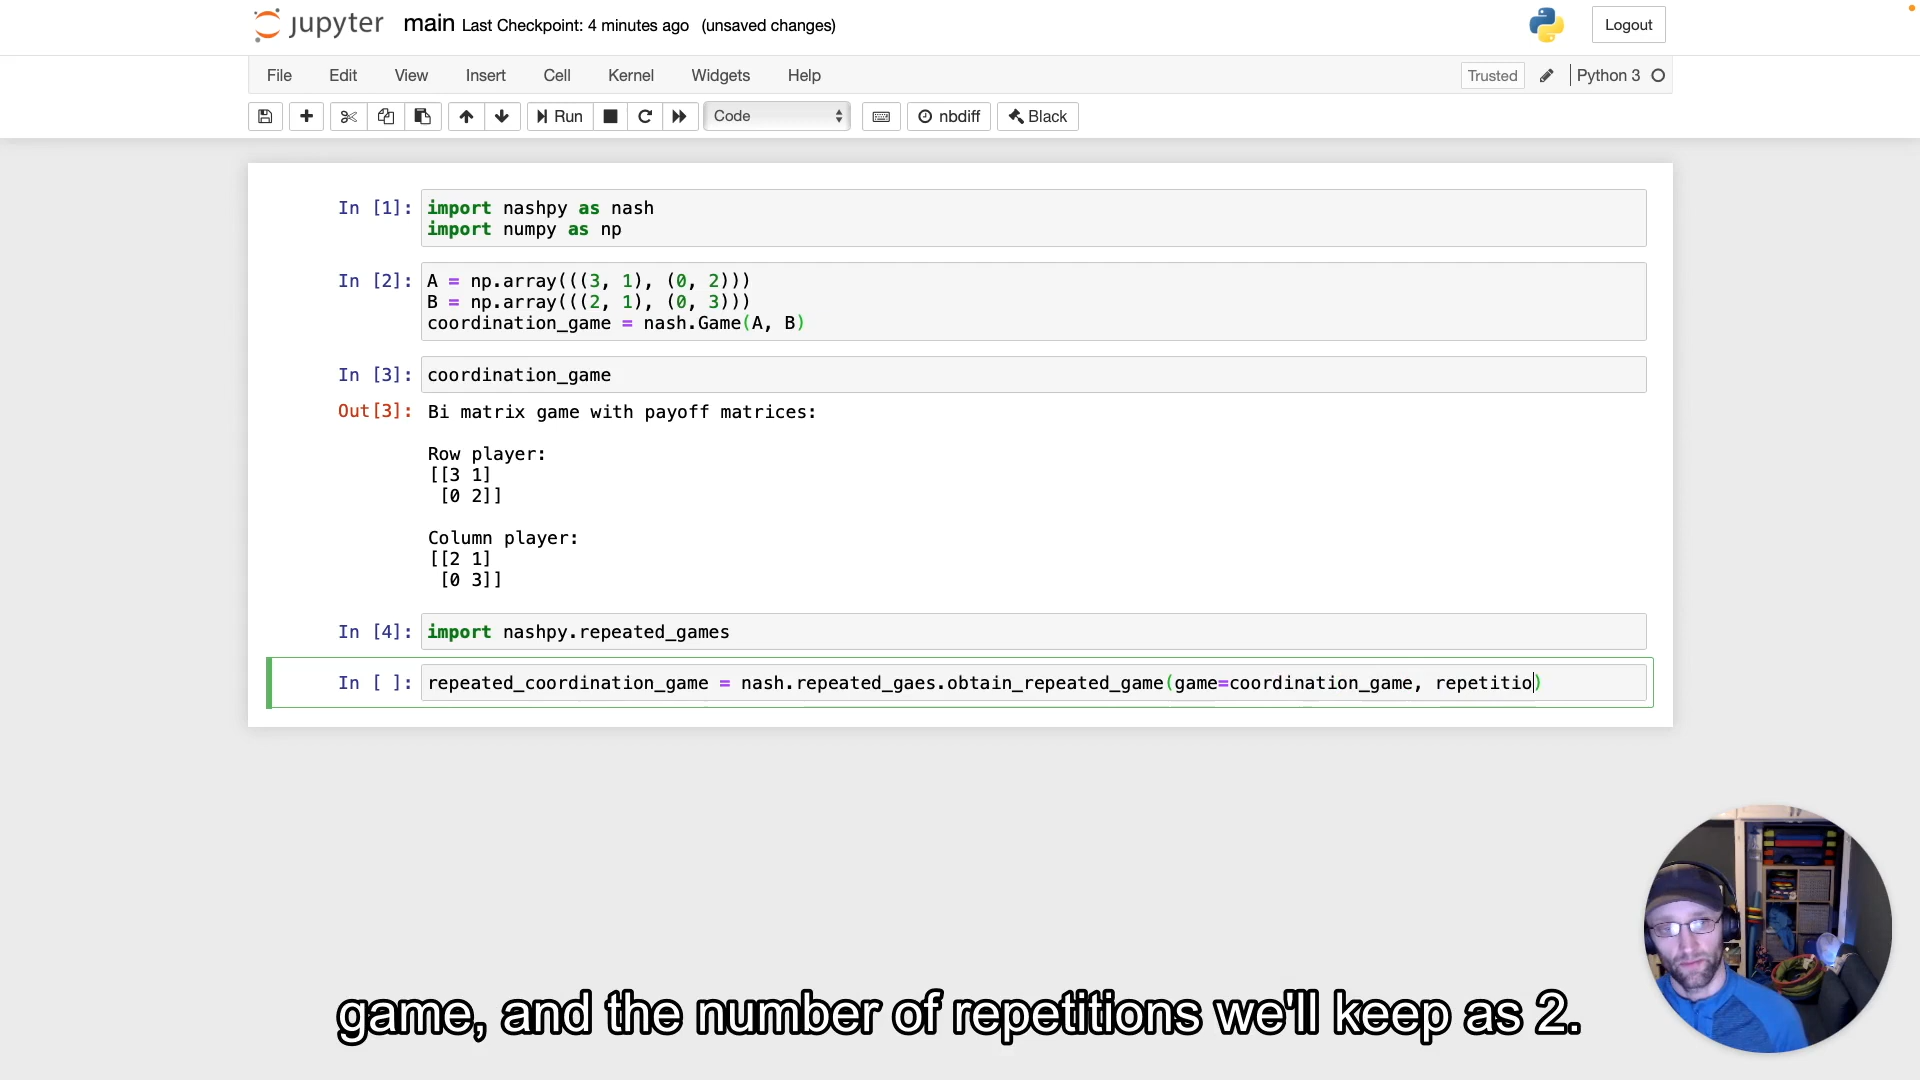 jupyter main Last Checkpoint: 4 minutes ago (unsaved changes) Logout
File Edit View Insert Cell Kernel Widgets Help Trusted Python 3
Run Code nbdiff Black
In [1]: import nashpy as nash
import numpy as np
In [2]: A = np.array(((3, 1), (0, 2)))
B = np.array(((2, 1), (0, 3)))
coordination_game = nash.Game(A, B)
In [3]: coordination_game
Out[3]: Bi matrix game with payoff matrices:
Row player:
[[3 1]
[0 2]]
Column player:
[[2 1]
[0 3]]
In [4]: import nashpy.repeated_games
In [ ]: repeated_coordination_game = nash.repeated_gaes.obtain_repeated_game(game=coordination_game, repetitio)
game, and the number of repetitions we'll keep as 2.